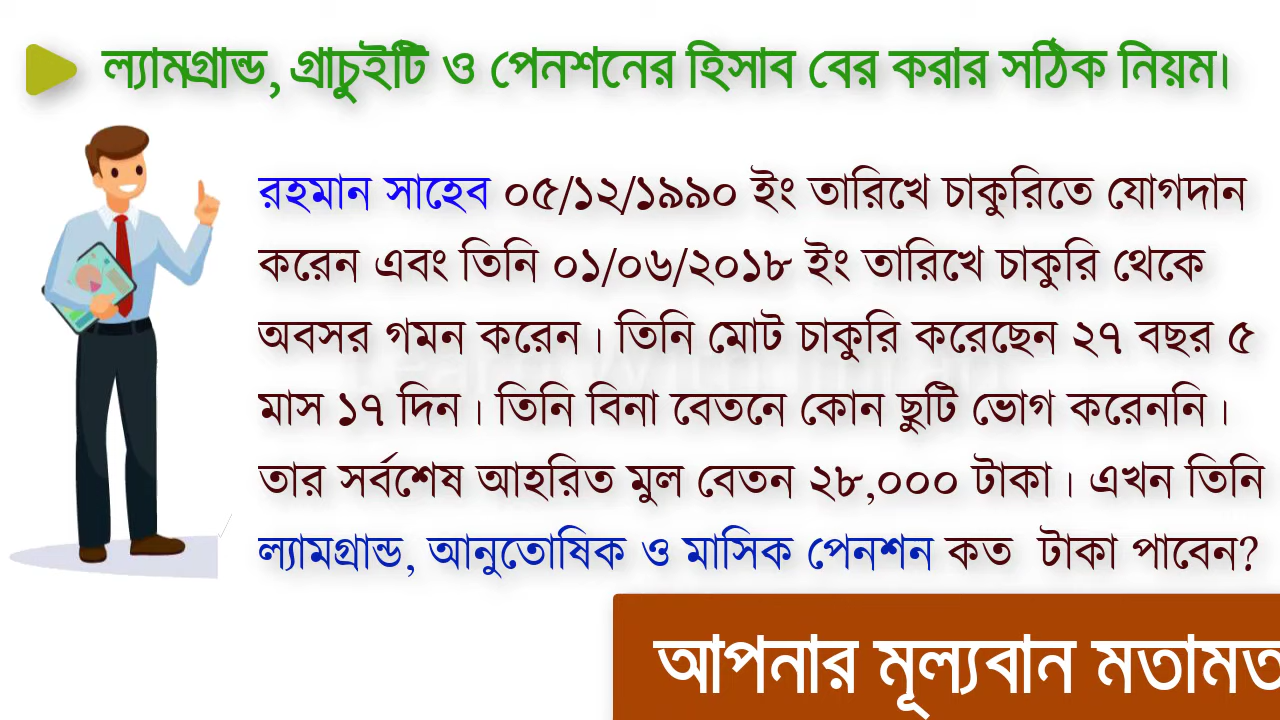 ল্যামগ্রান্ড, গ্রাচুইটি ও পেনশনের হিসাব বের করার সঠিক নিয়ম।
রহমান সাহেব ০৫/১২/১৯৯০ ইং তারিখে চাকুরিতে যোগদান
করেন এবং তিনি ০১/০৬/২০১৮ ইং তারিখে চাকুরি থেকে
অবসর গমন করেন। তিনি মোট চাকুরি করেছেন ২৭ বছর ৫
মাস ১৭ দিন। তিনি বিনা বেতনে কোন ছুটি ভোগ করেননি।
তার সর্বশেষ আহরিত মুল বেতন ২৮,০০০ টাকা। এখন তিনি
ল্যামগ্রান্ড, আনুতোষিক ও মাসিক পেনশন কত টাকা পাবেন?
আপনার মূল্যবান মতামত